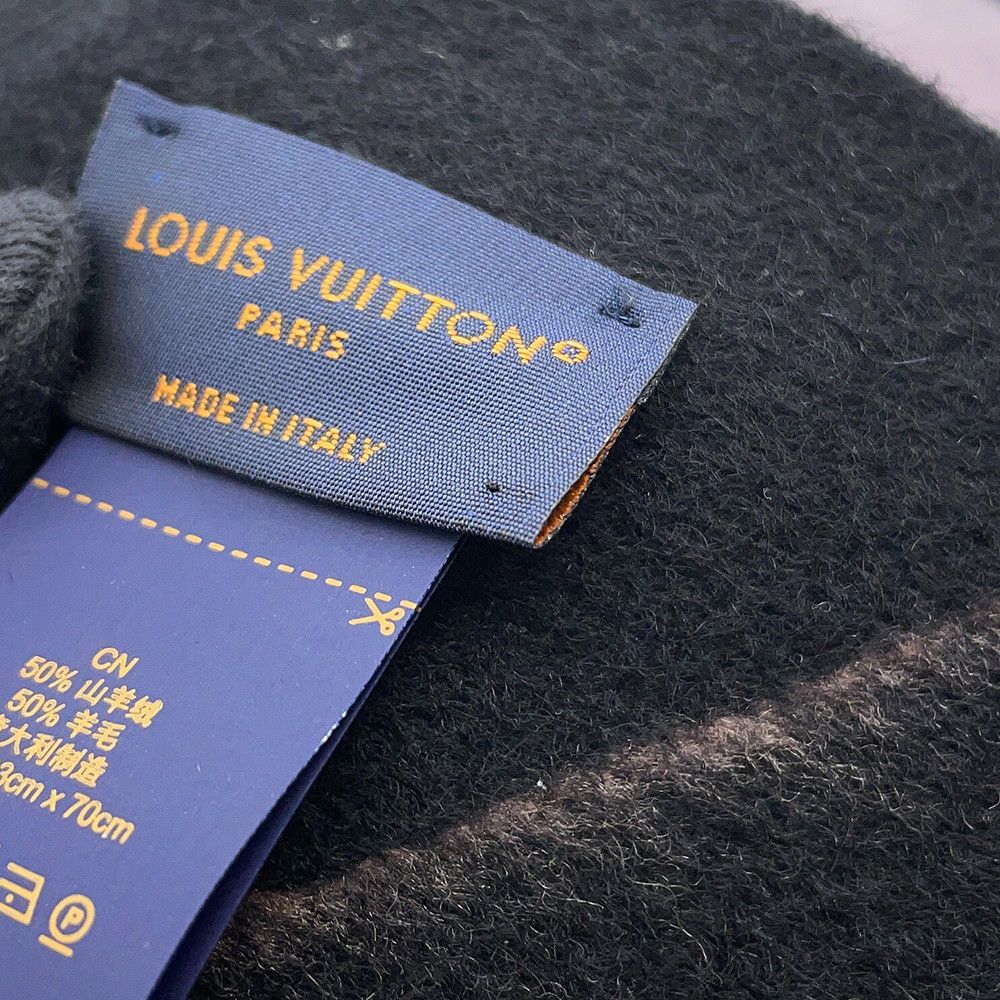 LOUIS VUITTON®
PARIS
MADE IN ITALY
CN
50% 山羊绒
50% 羊毛
大利制造
3cm x 70cm
P